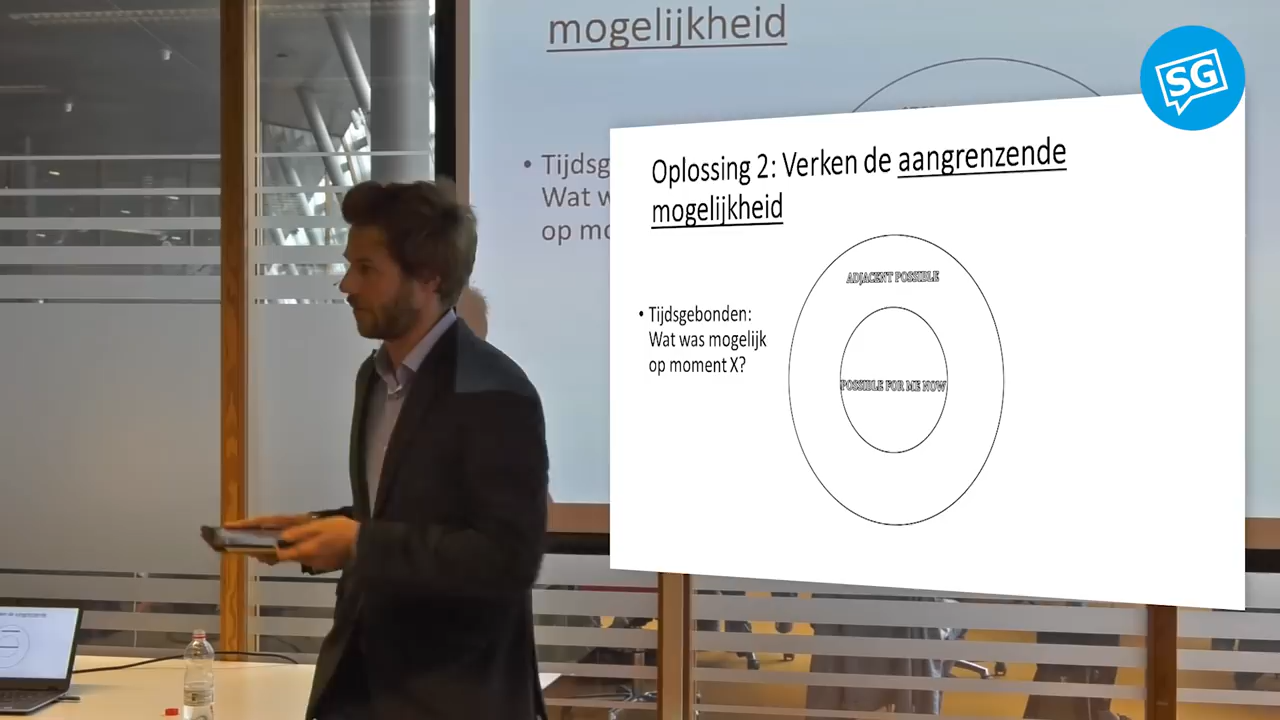 mogelijkheid
• Tijdsg
Wat w
op mo
SG
Oplossing 2: Verken de aangrenzende
mogelijkheid
ADJACENT POSSIBLE
• Tijdsgebonden:
Wat was mogelijk
op moment X?
POSSIBLE FOR ME NOW